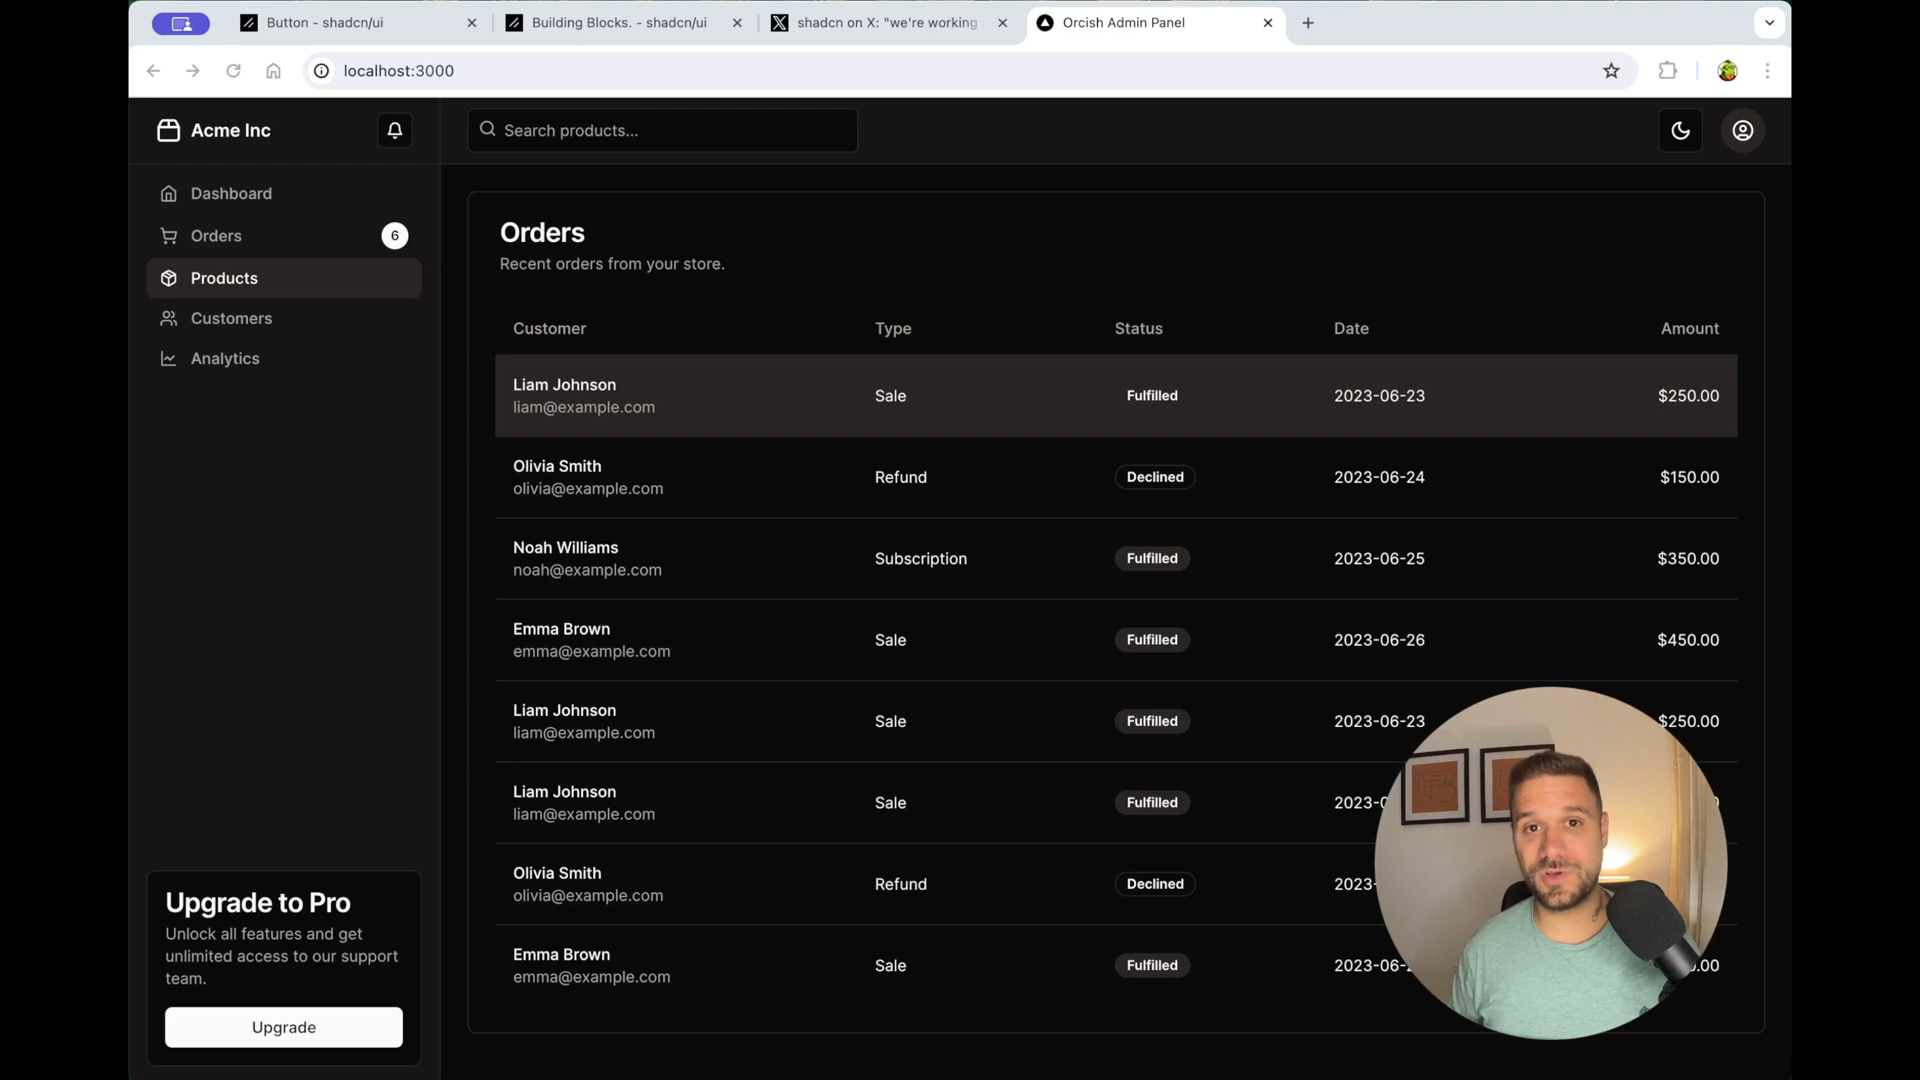 Button - shadcn/ui
Building Blocks. - shadcn/ui
shadcn on X: "we're working
Orcish Admin Panel
localhost:3000
Acme Inc
Search products...
Dashboard
Orders
6
Products
Customers
Analytics
Orders
Recent orders from your store.
Customer Type Status Date Amount
Liam Johnson
liam@example.com
Sale Fulfilled 2023-06-23 $250.00
Olivia Smith
olivia@example.com
Refund Declined 2023-06-24 $150.00
Noah Williams
noah@example.com
Subscription Fulfilled 2023-06-25 $350.00
Emma Brown
emma@example.com
Sale Fulfilled 2023-06-26 $450.00
Liam Johnson
liam@example.com
Sale Fulfilled 2023-06-23 $250.00
Liam Johnson
liam@example.com
Sale Fulfilled
Olivia Smith
olivia@example.com
Refund Declined
Emma Brown
emma@example.com
Sale Fulfilled
Upgrade to Pro
Unlock all features and get
unlimited access to our support
team.
Upgrade